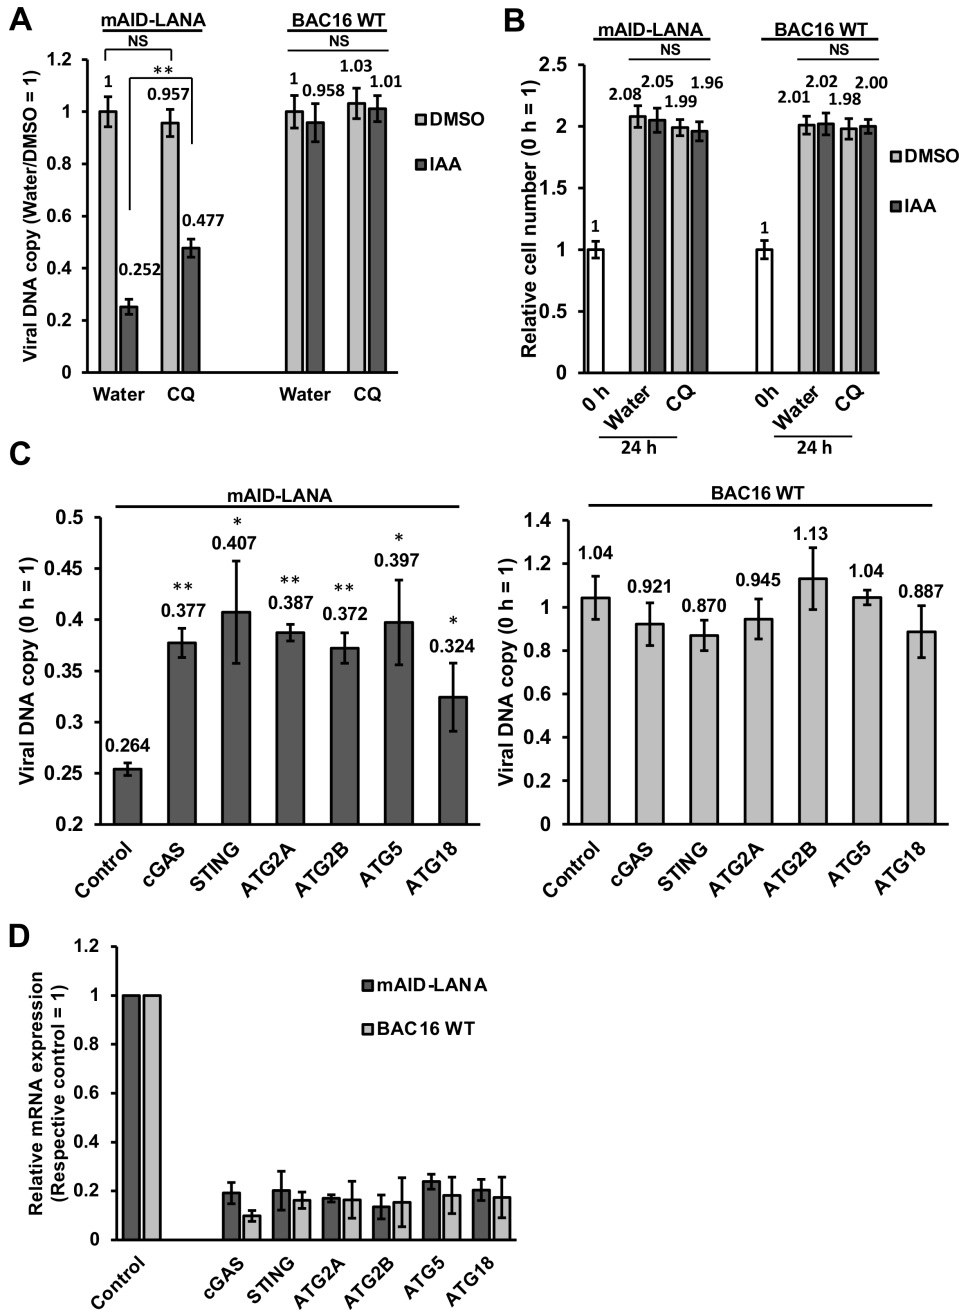 A
mAID-LANA
BAC16 WT
NS
NS
**
1
0.957
0.252
0.477
1
0.958
1.03
1.01
DMSO
IAA
Viral DNA copy (Water/DMSO = 1)
1.2
1
0.8
0.6
0.4
0.2
0
Water
CQ
Water
CQ
B
mAID-LANA
BAC16 WT
NS
NS
1
2.08
2.05
1.99
1.96
1
2.01
2.02
1.98
2.00
DMSO
IAA
Relative cell number (0 h = 1)
2.5
2
1.5
1
0.5
0
0 h
Water
CQ
24 h
0h
Water
CQ
24 h
C
mAID-LANA
Viral DNA copy (0 h = 1)
0.5
0.45
0.4
0.35
0.3
0.25
0.2
0.264
**
0.377
*
0.407
**
0.387
**
0.372
*
0.397
*
0.324
Control
cGAS
STING
ATG2A
ATG2B
ATG5
ATG18
BAC16 WT
Viral DNA copy (0 h = 1)
1.4
1.2
1
0.8
0.6
0.4
0.2
0
1.04
0.921
0.870
0.945
1.13
1.04
0.887
Control
cGAS
STING
ATG2A
ATG2B
ATG5
ATG18
D
Relative mRNA expression
(Respective control = 1)
1.2
1
0.8
0.6
0.4
0.2
0
mAID-LANA
BAC16 WT
Control
cGAS
STING
ATG2A
ATG2B
ATG5
ATG18